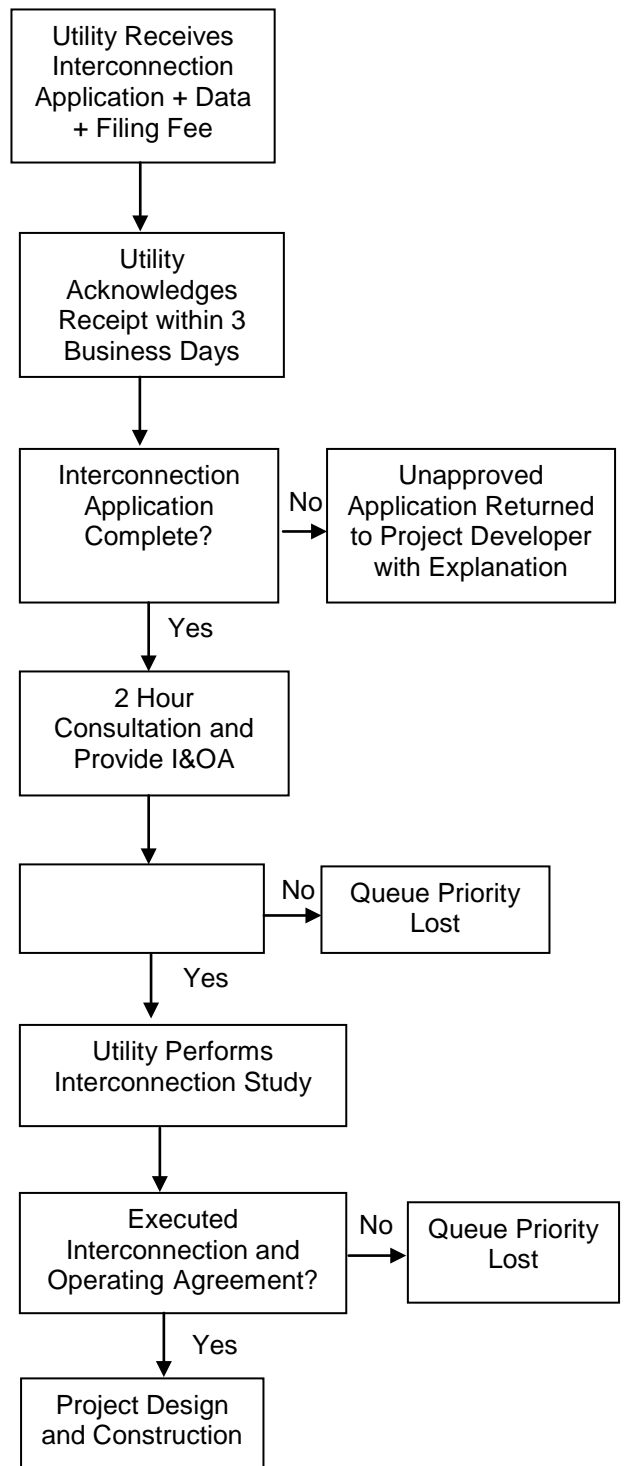 Utility Receives
Interconnection
Application + Data
+ Filing Fee
Utility
Acknowledges
Receipt within 3
Business Days
Interconnection
Application
Complete?
No
Unapproved
Application Returned
to Project Developer
with Explanation
Yes
2 Hour
Consultation and
Provide I&OA
No
Queue Priority
Lost
Yes
Utility Performs
Interconnection Study
Executed
Interconnection and
Operating Agreement?
No
Queue Priority
Lost
Yes
Project Design
and Construction